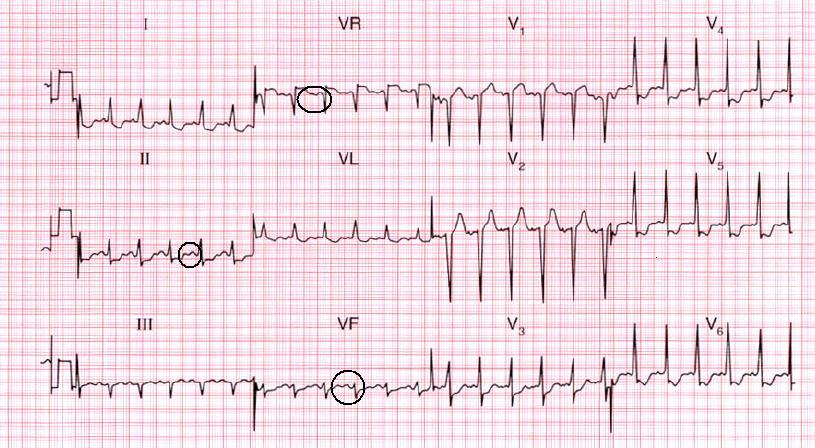 I VR V₁ V₄
II VL V₂ V₅
III VF V₃ V₆